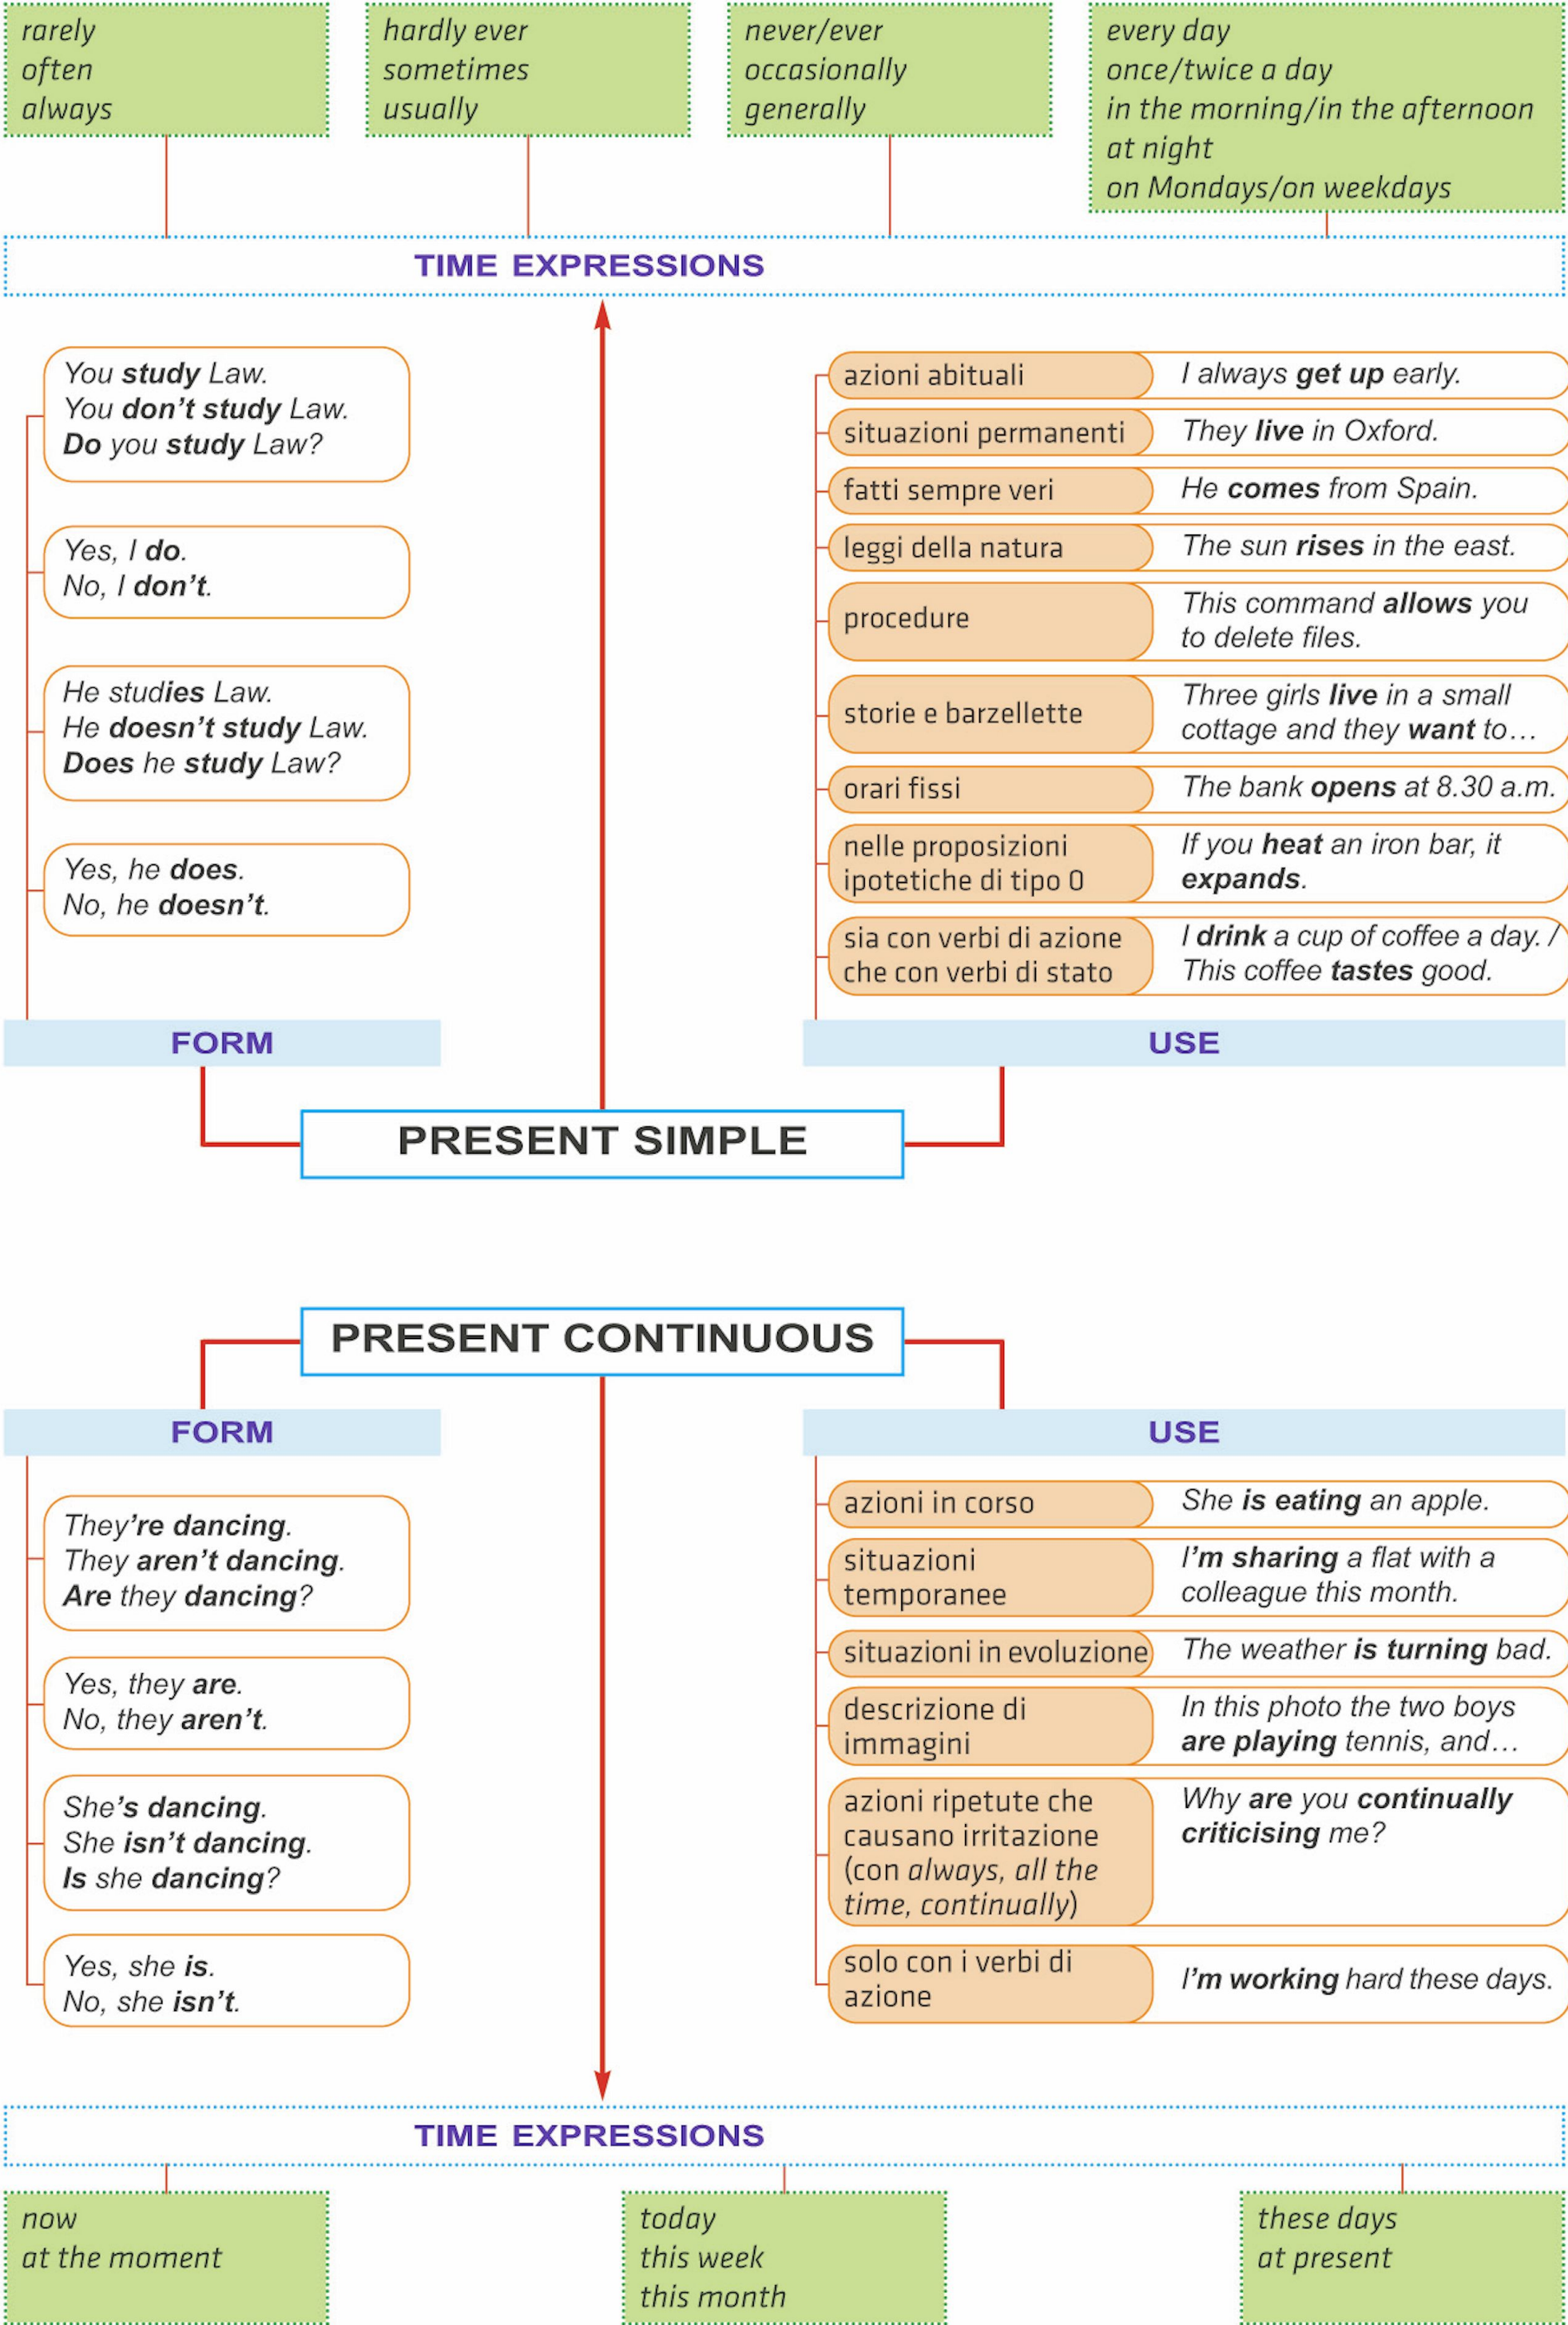 rarely
often
always
hardly ever
sometimes
usually
never/ever
occasionally
generally
every day
once/twice a day
in the morning/in the afternoon
at night
on Mondays/on weekdays
TIME EXPRESSIONS
You study Law.
You don't study Law.
Do you study Law?
Yes, I do.
No, I don't.
He studies Law.
He doesn't study Law.
Does he study Law?
Yes, he does.
No, he doesn't.
FORM
azioni abituali
I always get up early.
situazioni permanenti
They live in Oxford.
fatti sempre veri
He comes from Spain.
leggi della natura
The sun rises in the east.
procedure
This command allows you
to delete files.
storie e barzellette
Three girls live in a small
cottage and they want to…
orari fissi
The bank opens at 8.30 a.m.
nelle proposizioni
ipotetiche di tipo 0
If you heat an iron bar, it
expands.
sia con verbi di azione
che con verbi di stato
I drink a cup of coffee a day. /
This coffee tastes good.
USE
PRESENT SIMPLE
PRESENT CONTINUOUS
FORM
They're dancing.
They aren't dancing.
Are they dancing?
Yes, they are.
No, they aren't.
She's dancing.
She isn't dancing.
Is she dancing?
Yes, she is.
No, she isn't.
USE
azioni in corso
She is eating an apple.
situazioni
temporanee
I'm sharing a flat with a
colleague this month.
situazioni in evoluzione
The weather is turning bad.
descrizione di
immagini
In this photo the two boys
are playing tennis, and…
azioni ripetute che
causano irritazione
(con always, all the
time, continually)
Why are you continually
criticising me?
solo con i verbi di
azione
I'm working hard these days.
TIME EXPRESSIONS
now
at the moment
today
this week
this month
these days
at present